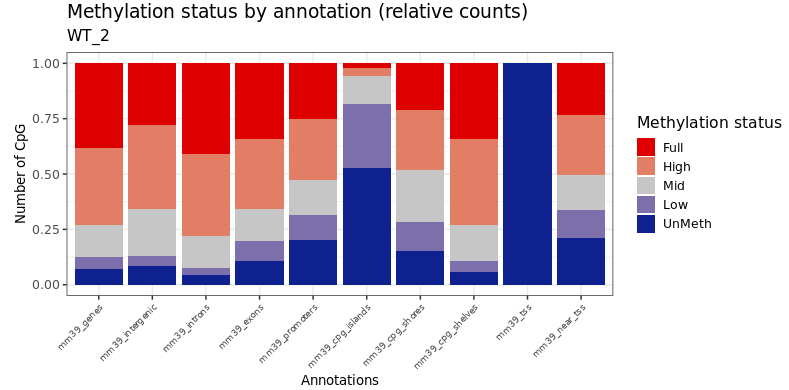 Methylation status by annotation (relative counts)
WT_2
Number of CpG
1.00
0.75
0.50
0.25
0.00
mm39_genes
mm39_intergenic
mm39_introns
mm39_exons
mm39_promoters
mm39_cpg_islands
mm39_cpg_shores
mm39_cpg_shelves
mm39_tss
mm39_near_tss
Annotations
Methylation status
Full
High
Mid
Low
UnMeth